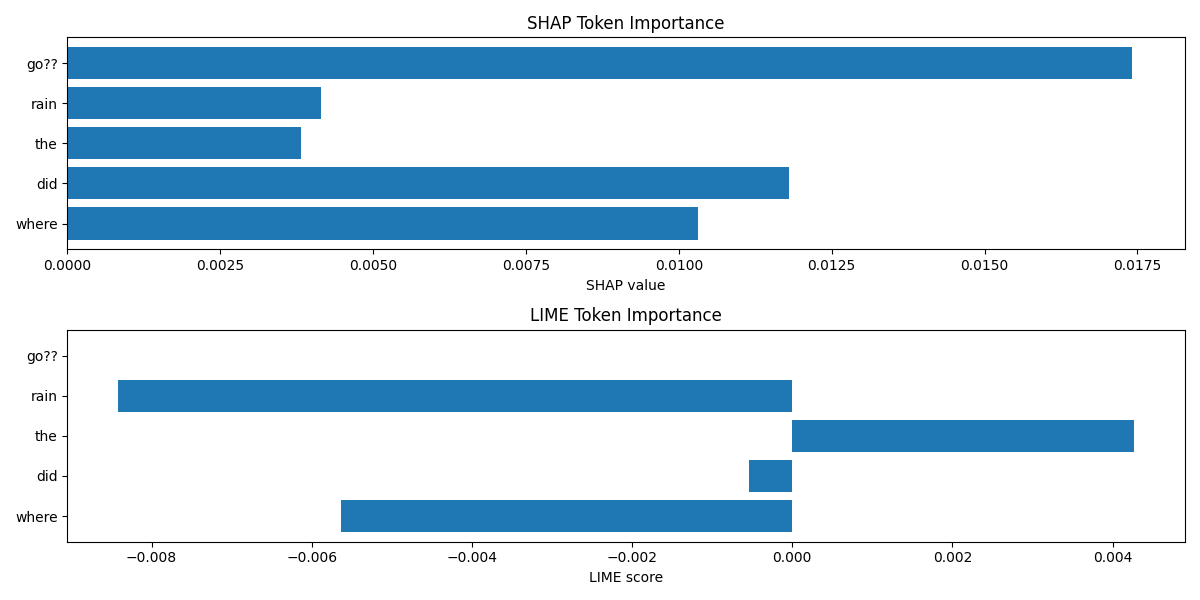 SHAP Token Importance
go??
rain
the
did
where
0.0000 0.0025 0.0050 0.0075 0.0100 0.0125 0.0150 0.0175
SHAP value
LIME Token Importance
go??
rain
the
did
where
−0.008 −0.006 −0.004 −0.002 0.000 0.002 0.004
LIME score